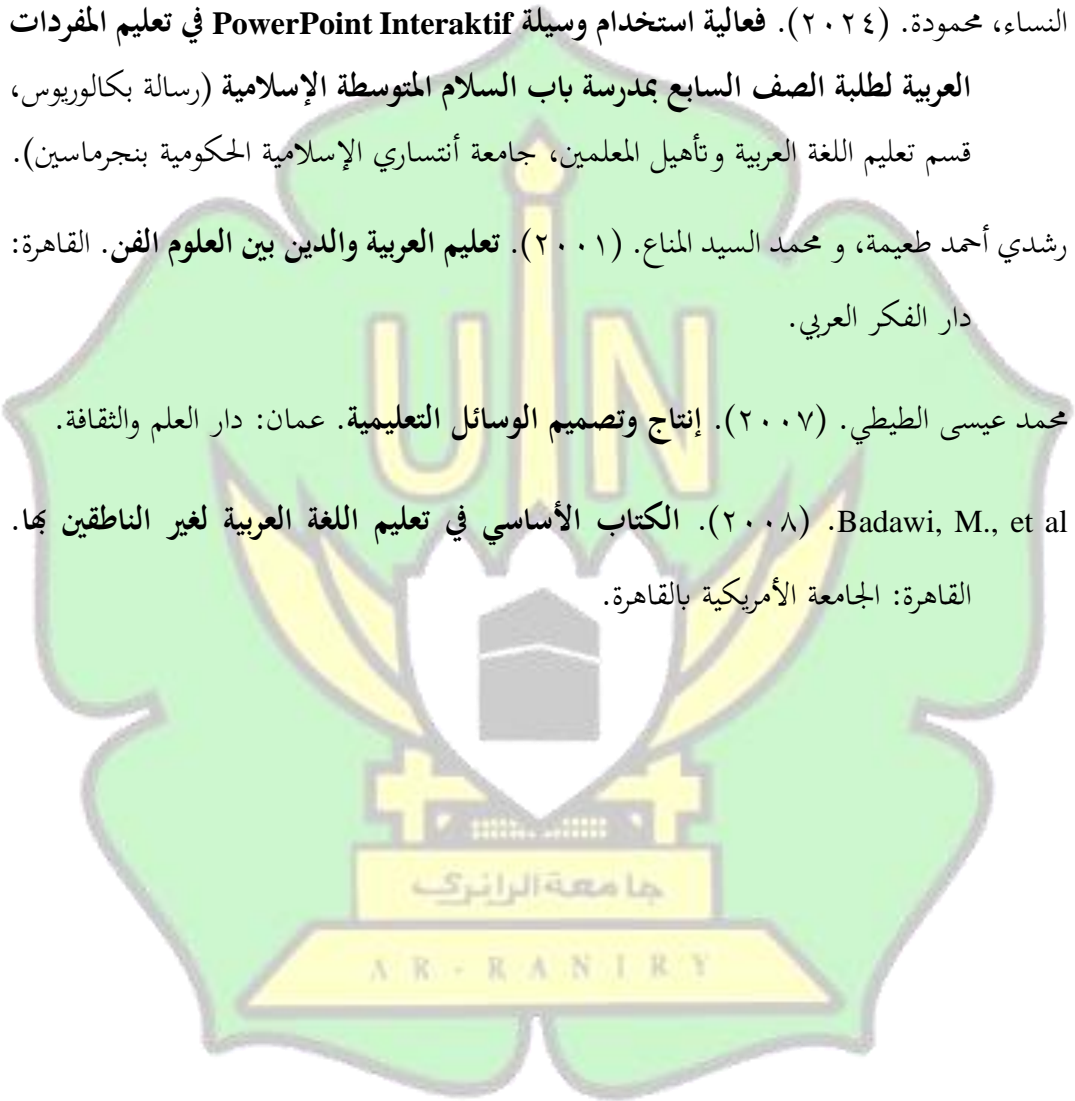 النساء، محمودة. (٢٠٢٤). فعالية استخدام وسيلة PowerPoint Interaktif في تعليم المفردات
العربية لطلبة الصف السابع بمدرسة باب السلام المتوسطة الإسلامية (رسالة بكالوريوس،
قسم تعليم اللغة العربية وتأهيل المعلمين، جامعة أنتساري الإسلامية الحكومية بنجرماسين).
رشدي أحمد طعيمة، و محمد السيد المناع. (٢٠٠١). تعليم العربية والدين بين العلوم الفن. القاهرة:
دار الفكر العربي.
محمد عيسى الطيطي. (٢٠٠٧). إنتاج وتصميم الوسائل التعليمية. عمان: دار العلم والثقافة.
Badawi, M., et al. (٢٠٠٨). الكتاب الأساسي في تعليم اللغة العربية لغير الناطقين بها.
القاهرة: الجامعة الأمريكية بالقاهرة.
UIN
جامعة الرانري
AR-RANIRY